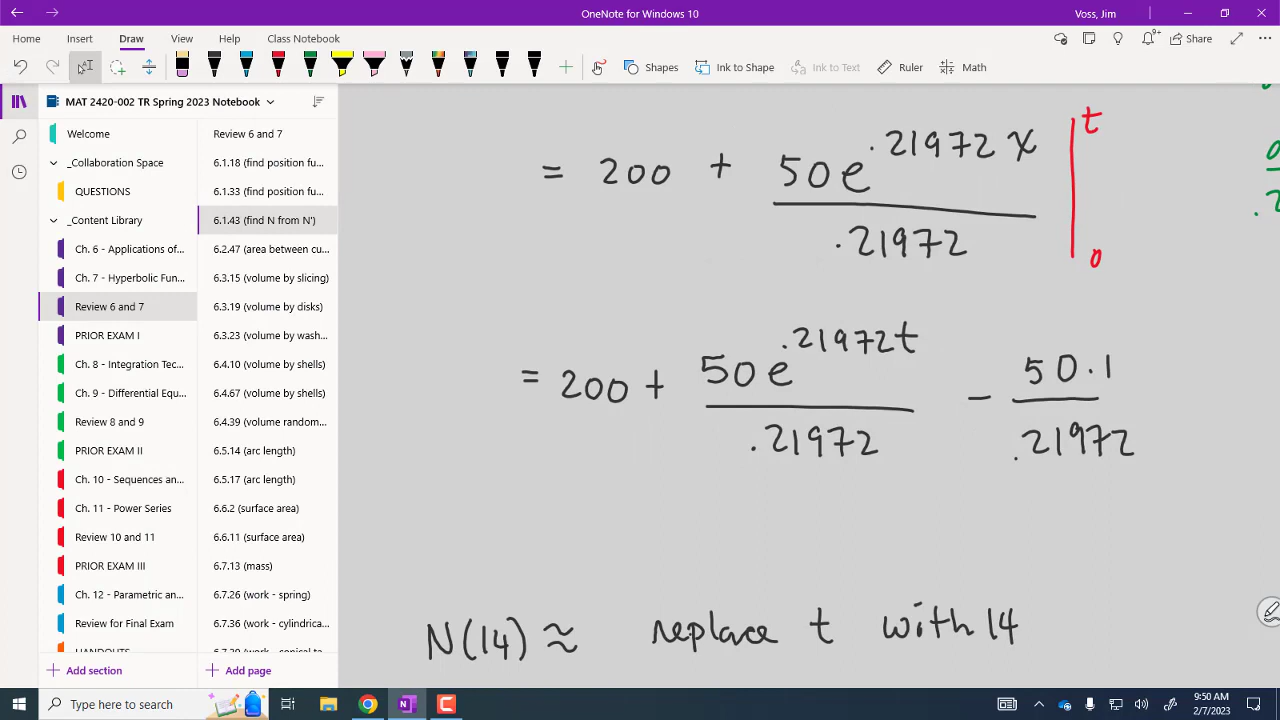 OneNote for Windows 10
Voss, Jim
Home Insert Draw View Help Class Notebook
Share
Shapes Ink to Shape Ink to Text Ruler Math
MAT 2420-002 TR Spring 2023 Notebook
Welcome
_Collaboration Space
QUESTIONS
_Content Library
Ch. 6 - Applications of...
Ch. 7 - Hyperbolic Fun...
Review 6 and 7
PRIOR EXAM I
Ch. 8 - Integration Tec...
Ch. 9 - Differential Equ...
Review 8 and 9
PRIOR EXAM II
Ch. 10 - Sequences an...
Ch. 11 - Power Series
Review 10 and 11
PRIOR EXAM III
Ch. 12 - Parametric an...
Review for Final Exam
HANDOUTS
Add section
Review 6 and 7
6.1.18 (find position fu...
6.1.33 (find position fu...
6.1.43 (find N from N')
6.2.47 (area between cu...
6.3.15 (volume by slicing)
6.3.19 (volume by disks)
6.3.23 (volume by wash...
6.4.10 (volume by shells)
6.4.67 (volume by shells)
6.4.39 (volume random...
6.5.14 (arc length)
6.5.17 (arc length)
6.6.2 (surface area)
6.6.11 (surface area)
6.7.13 (mass)
6.7.26 (work - spring)
6.7.36 (work - cylindrica...
Add page
= 200 + 50e^.21972x / .21972 | t 0
= 200 + 50e^.21972t / .21972 - 50·1 / .21972
N(14) ≈ replace t with 14
Type here to search
9:50 AM
2/7/2023